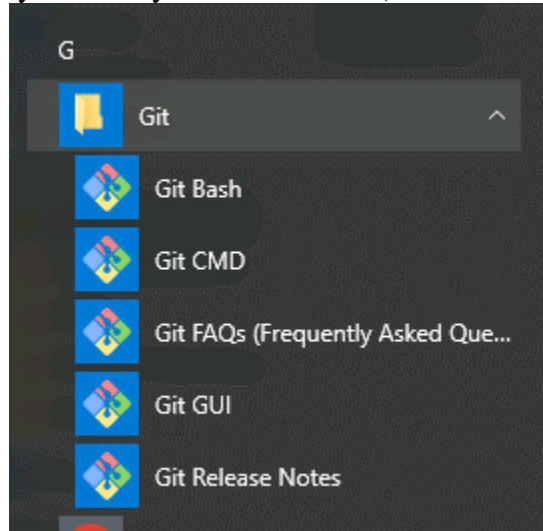 G
Git
Git Bash
Git CMD
Git FAQs (Frequently Asked Que...
Git GUI
Git Release Notes